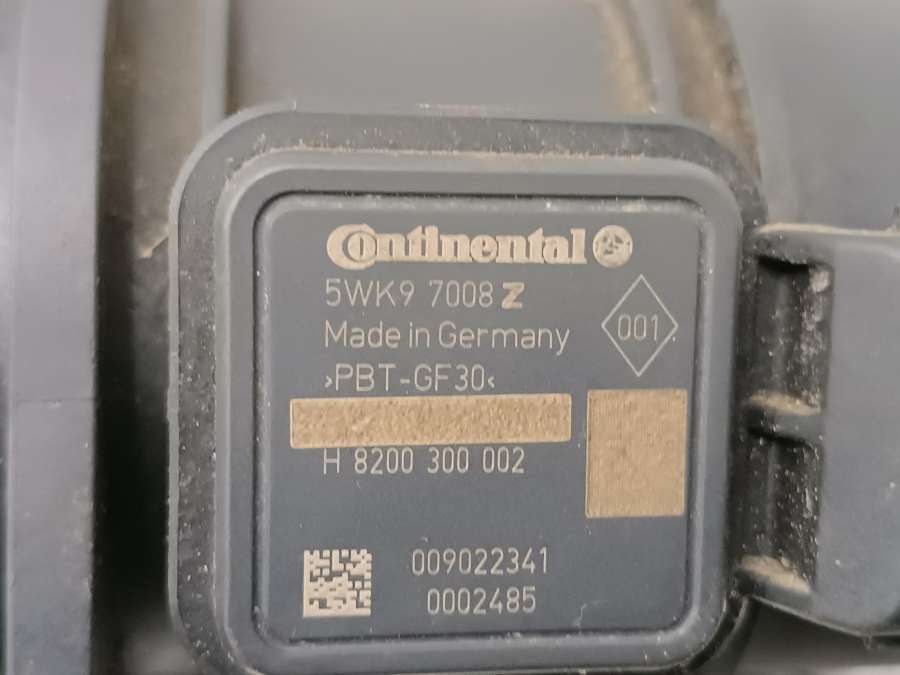 Continental
5WK9 7008 Z
Made in Germany
001
>PBT-GF30<
H 8200 300 002
009022341
0002485